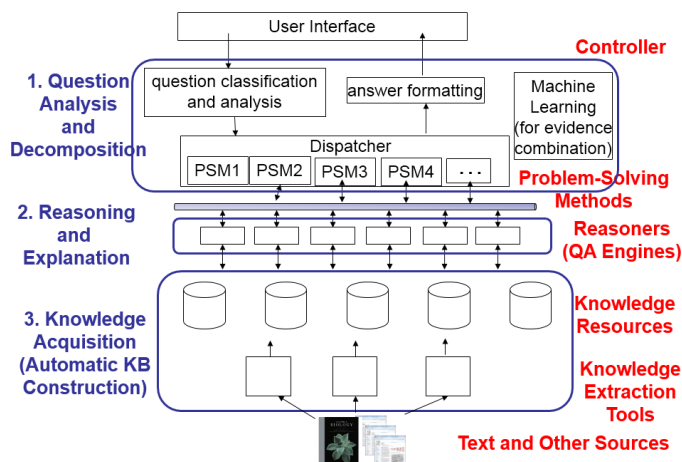 User Interface
Controller
1. Question
Analysis
and
Decomposition
question classification
and analysis
answer formatting
Machine
Learning
(for evidence
combination)
Dispatcher
PSM1
PSM2
PSM3
PSM4
...
Problem-Solving
Methods
2. Reasoning
and
Explanation
Reasoners
(QA Engines)
3. Knowledge
Acquisition
(Automatic KB
Construction)
Knowledge
Resources
Knowledge
Extraction
Tools
BIOLOGY
Text and Other Sources